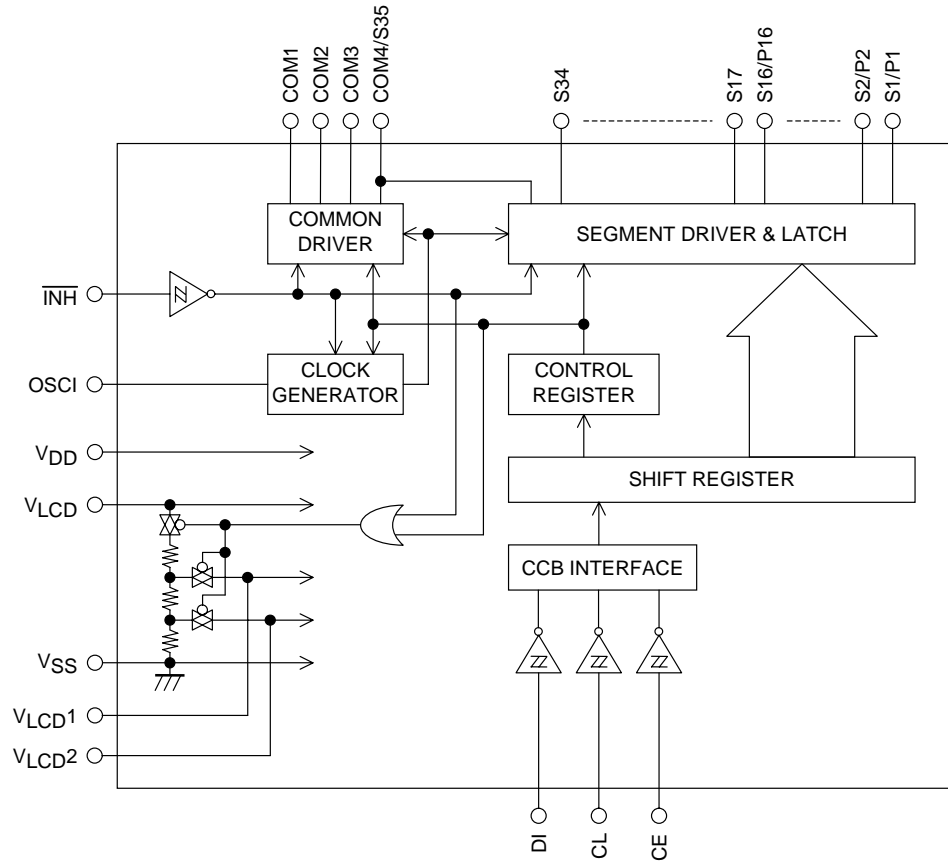 COM1
COM2
COM3
COM4/S35
S34
S17
S16/P16
S2/P2
S1/P1
COMMON
DRIVER
SEGMENT DRIVER & LATCH
INH
OSCI
CLOCK
GENERATOR
CONTROL
REGISTER
VDD
SHIFT REGISTER
VLCD
CCB INTERFACE
VSS
VLCD1
VLCD2
DI
CL
CE